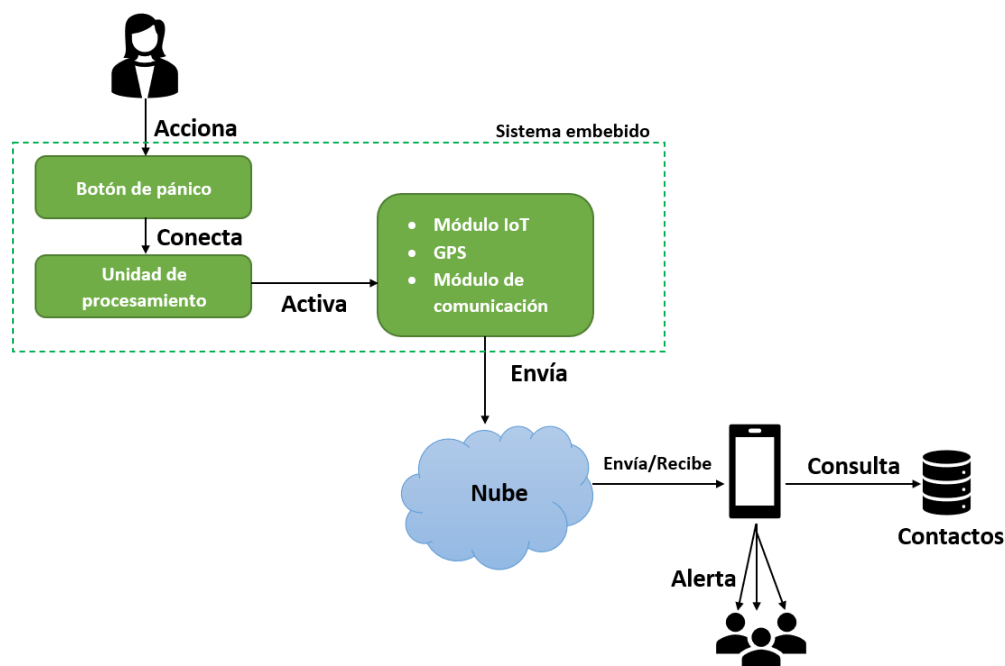 Acciona
Sistema embebido
Botón de pánico
Conecta
Unidad de
procesamiento
Activa
• Módulo IoT
• GPS
• Módulo de
comunicación
Envía
Nube
Envía/Recibe
Consulta
Contactos
Alerta